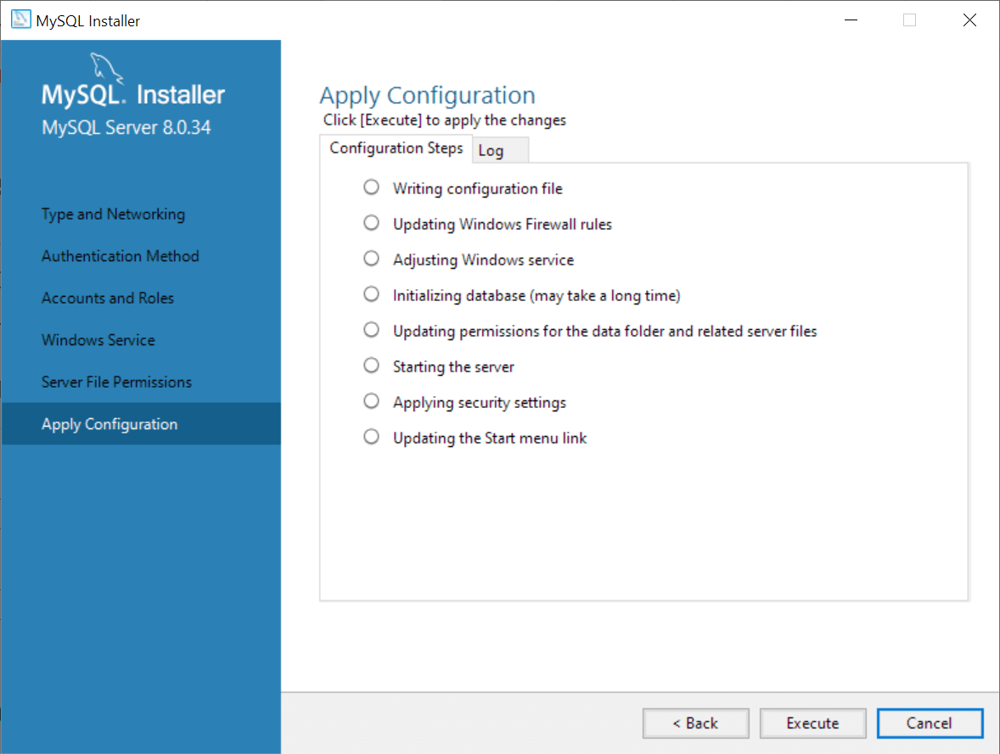 MySQL Installer
MySQL. Installer
MySQL Server 8.0.34
Type and Networking
Authentication Method
Accounts and Roles
Windows Service
Server File Permissions
Apply Configuration
Apply Configuration
Click [Execute] to apply the changes
Configuration Steps Log
Writing configuration file
Updating Windows Firewall rules
Adjusting Windows service
Initializing database (may take a long time)
Updating permissions for the data folder and related server files
Starting the server
Applying security settings
Updating the Start menu link
< Back Execute Cancel